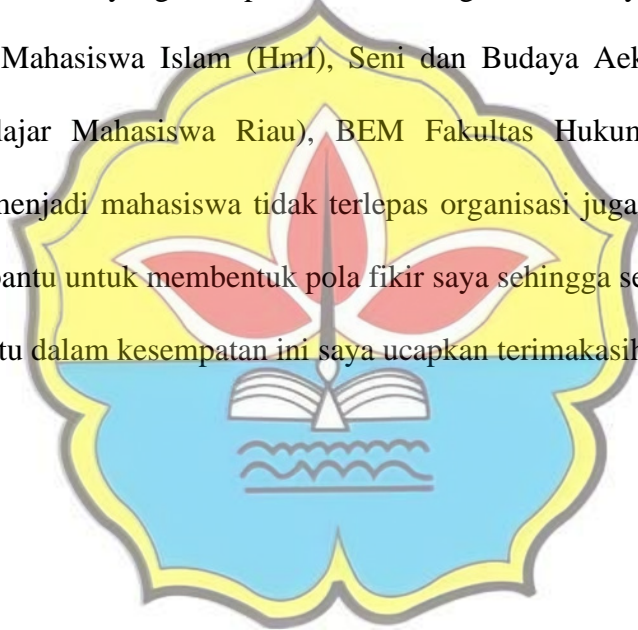 Mahasiswa Islam (HmI), Seni dan Budaya Aek
lajar Mahasiswa Riau), BEM Fakultas Hukum
menjadi mahasiswa tidak terlepas organisasi juga
bantu untuk membentuk pola fikir saya sehingga se
tu dalam kesempatan ini saya ucapkan terimakasih